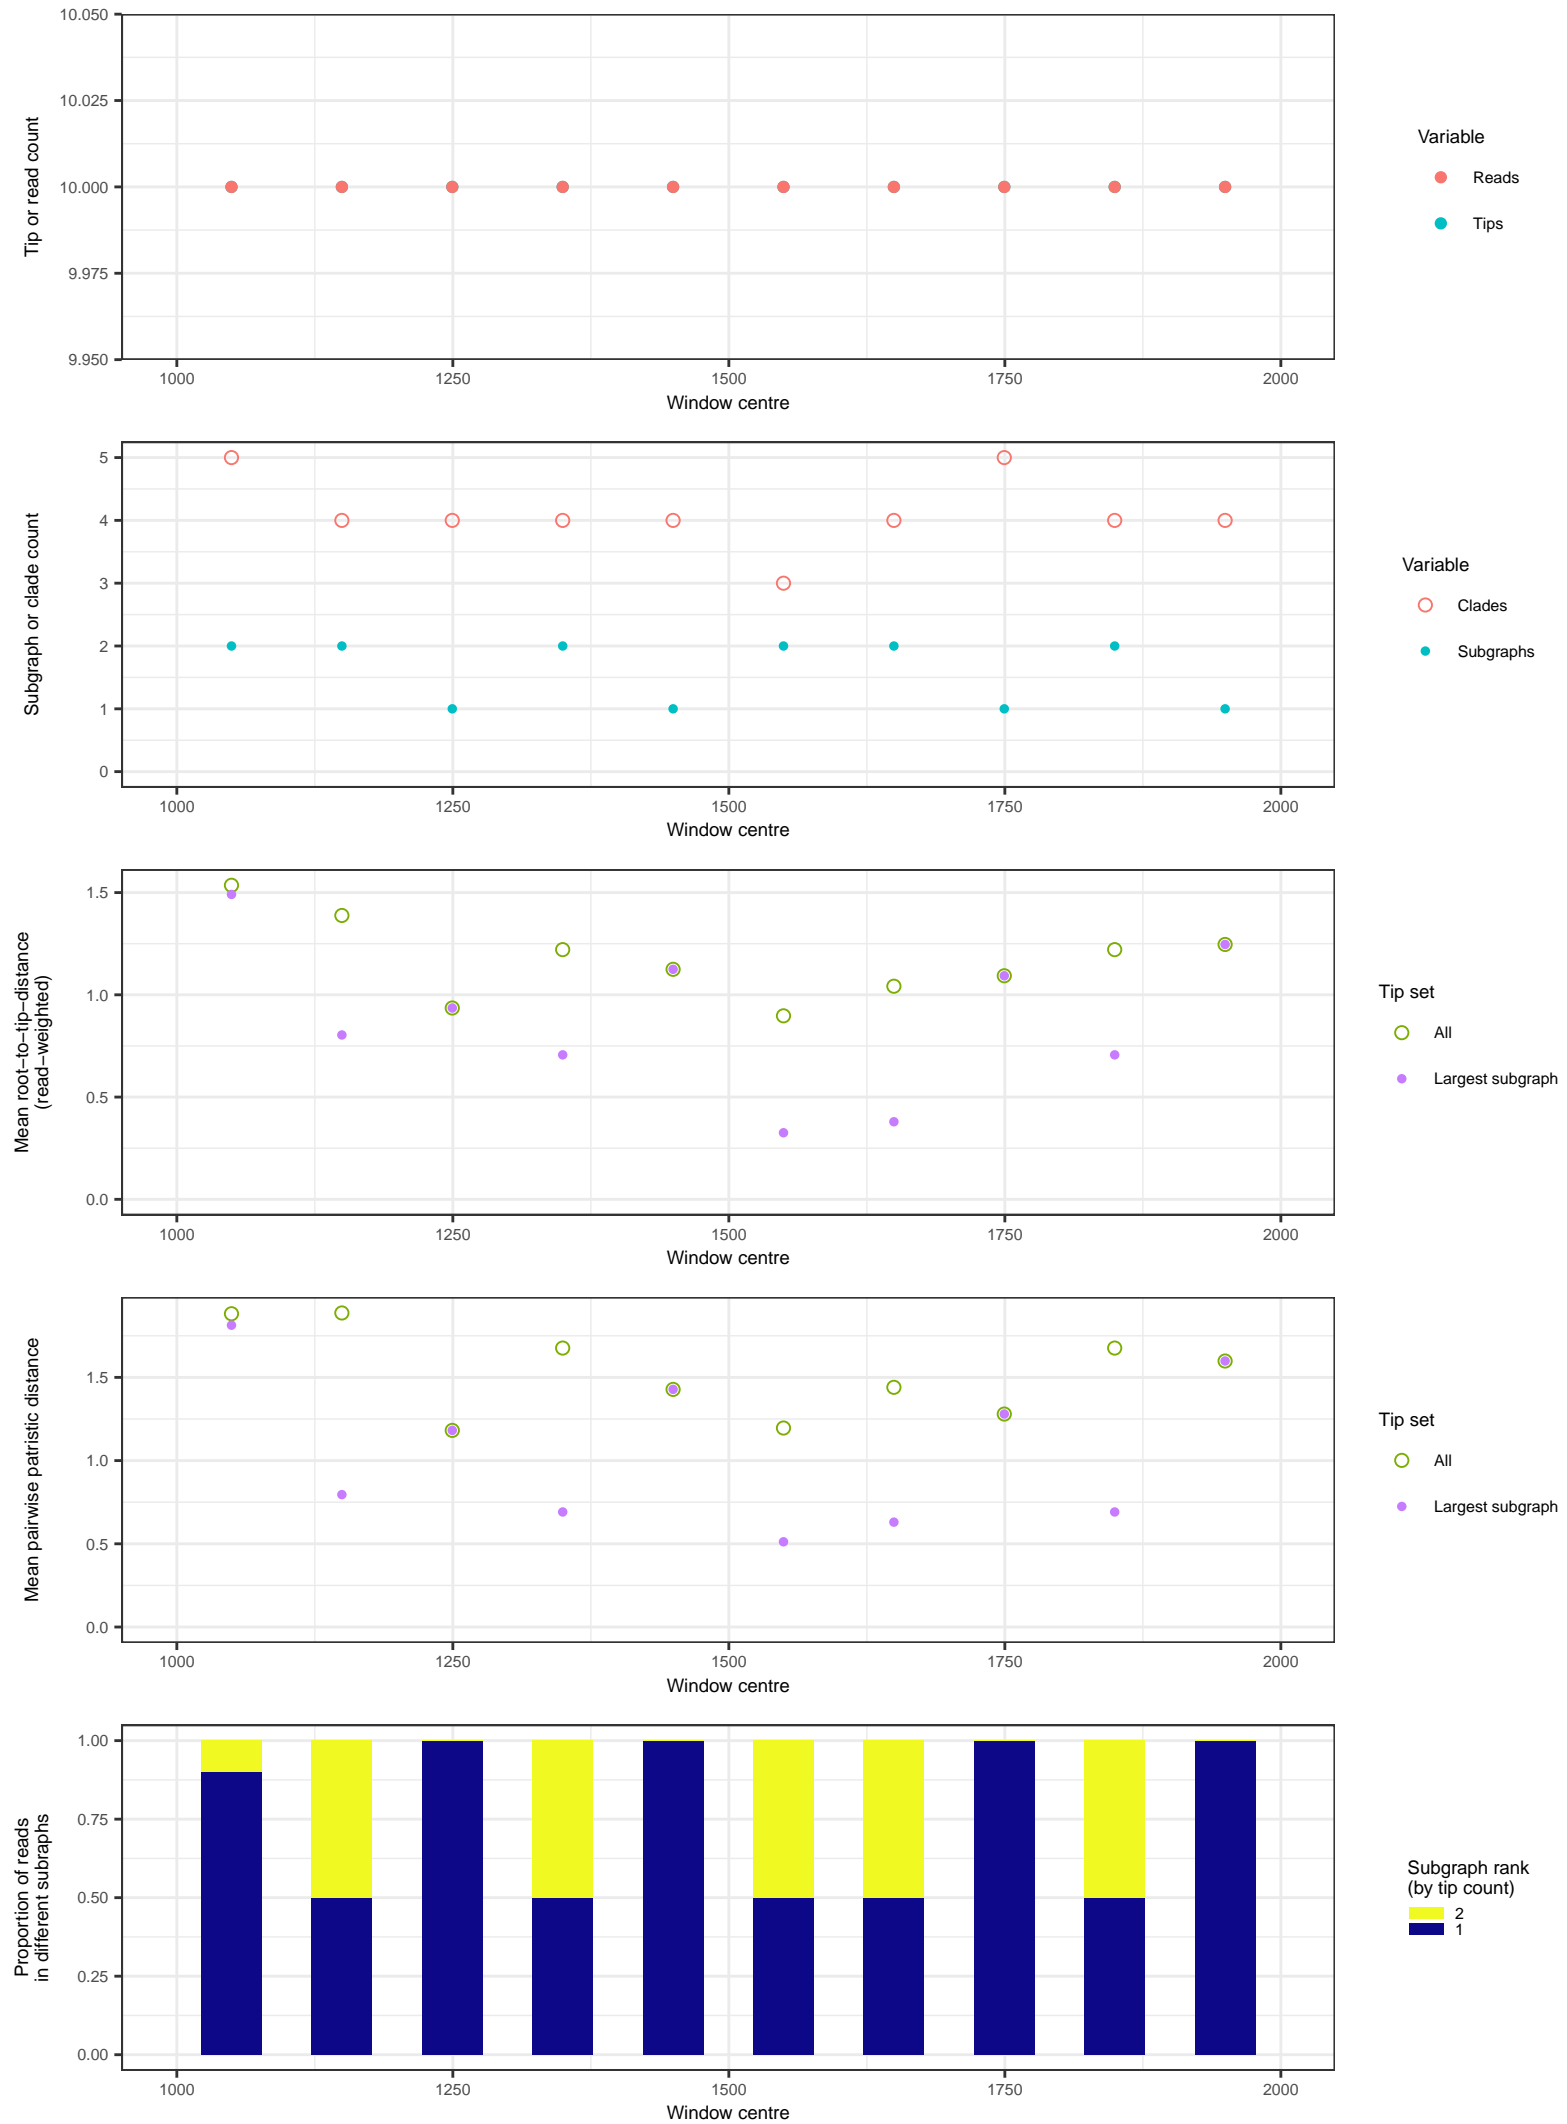 10.050
10.025
10.000
9.975
9.950
Tip or read count
1000 1250 1500 1750 2000
Window centre
Variable
Reads
Tips
5
4
3
2
1
0
Subgraph or clade count
1000 1250 1500 1750 2000
Window centre
Variable
Clades
Subgraphs
1.5
1.0
0.5
0.0
Mean root−to−tip−distance
(read−weighted)
1000 1250 1500 1750 2000
Window centre
Tip set
All
Largest subgraph
1.5
1.0
0.5
0.0
Mean pairwise patristic distance
1000 1250 1500 1750 2000
Window centre
Tip set
All
Largest subgraph
1.00
0.75
0.50
0.25
0.00
Proportion of reads
in different subraphs
1000 1250 1500 1750 2000
Window centre
Subgraph rank
(by tip count)
2
1